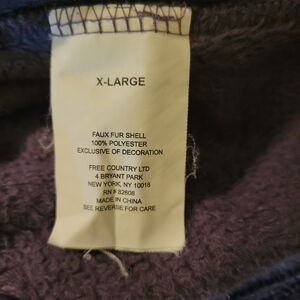 X-LARGE
FAUX FUR SHELL
100% POLYESTER
EXCLUSIVE OF DECORATION
FREE COUNTRY LTD
4 BRYANT PARK
NEW YORK, NY 10018
RN # 82608
MADE IN CHINA
SEE REVERSE FOR CARE